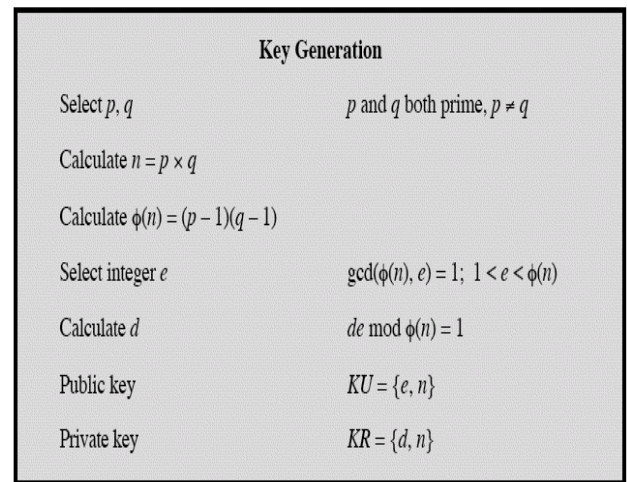 Key Generation
Select p, q p and q both prime, p ≠ q
Calculate n = p × q
Calculate ϕ(n) = (p – 1)(q – 1)
Select integer e gcd(ϕ(n), e) = 1; 1 < e < ϕ(n)
Calculate d de mod ϕ(n) = 1
Public key KU = {e, n}
Private key KR = {d, n}